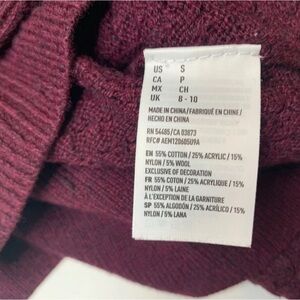 US S
CA P
MX CH
UK 8 - 10
MADE IN CHINA/FABRIQUÉ EN CHINE/
HECHO EN CHINA
RN 54485/CA 03873
RFC# AEM120605U9A
EN 55% COTTON / 25% ACRYLIC / 15%
NYLON / 5% WOOL
EXCLUSIVE OF DECORATION
FR 55% COTON / 25% ACRYLIQUE / 15%
NYLON / 5% LAINE
À L'EXCEPTION DE LA GARNITURE
SP 55% ALGODÓN / 25% ACRÍLICO / 15%
NYLON / 5% LANA